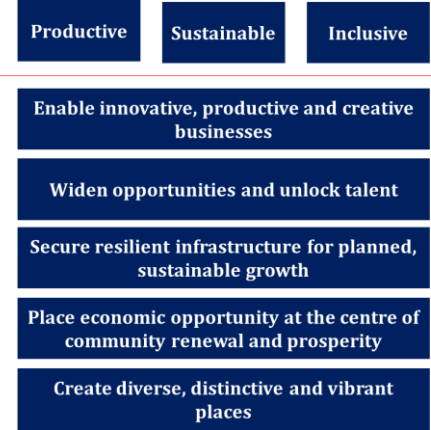 Productive
Sustainable
Inclusive
Enable innovative, productive and creative
businesses
Widen opportunities and unlock talent
Secure resilient infrastructure for planned,
sustainable growth
Place economic opportunity at the centre of
community renewal and prosperity
Create diverse, distinctive and vibrant
places